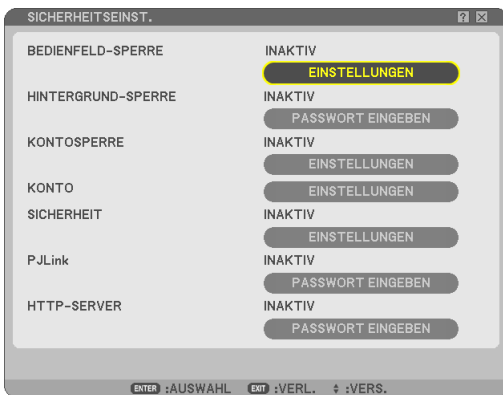 SICHERHEITSEINST.
BEDIENFELD-SPERRE INAKTIV
EINSTELLUNGEN
HINTERGRUND-SPERRE INAKTIV
PASSWORT EINGEBEN
KONTOSPERRE INAKTIV
EINSTELLUNGEN
KONTO EINSTELLUNGEN
SICHERHEIT INAKTIV
EINSTELLUNGEN
PJLink INAKTIV
PASSWORT EINGEBEN
HTTP-SERVER INAKTIV
PASSWORT EINGEBEN
ENTER :AUSWAHL EXIT :VERL. :VERS.